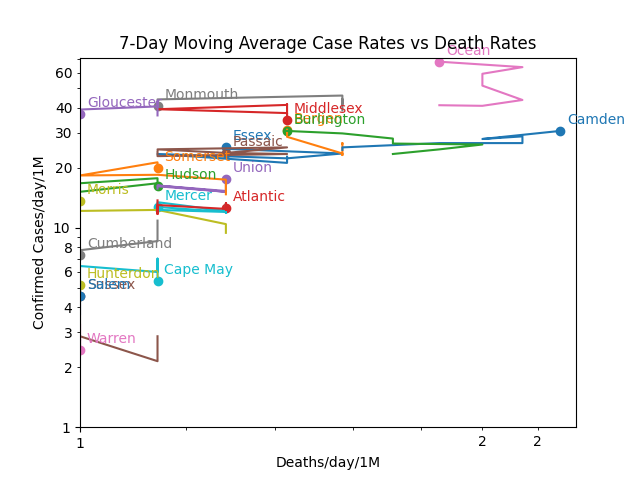 7-Day Moving Average Case Rates vs Death Rates
Ocean
60
Gloucester
Monmouth
40
Middlesex
Burlington
Camden
30
Essex
Passaic
20
Somerset
Union
Hudson
Morris
Mercer
Atlantic
10
Cumberland
8
6
Hunterdon
Cape May
Salem
Sussex
4
3
Warren
2
1
1
2
2
Confirmed Cases/day/1M
Deaths/day/1M